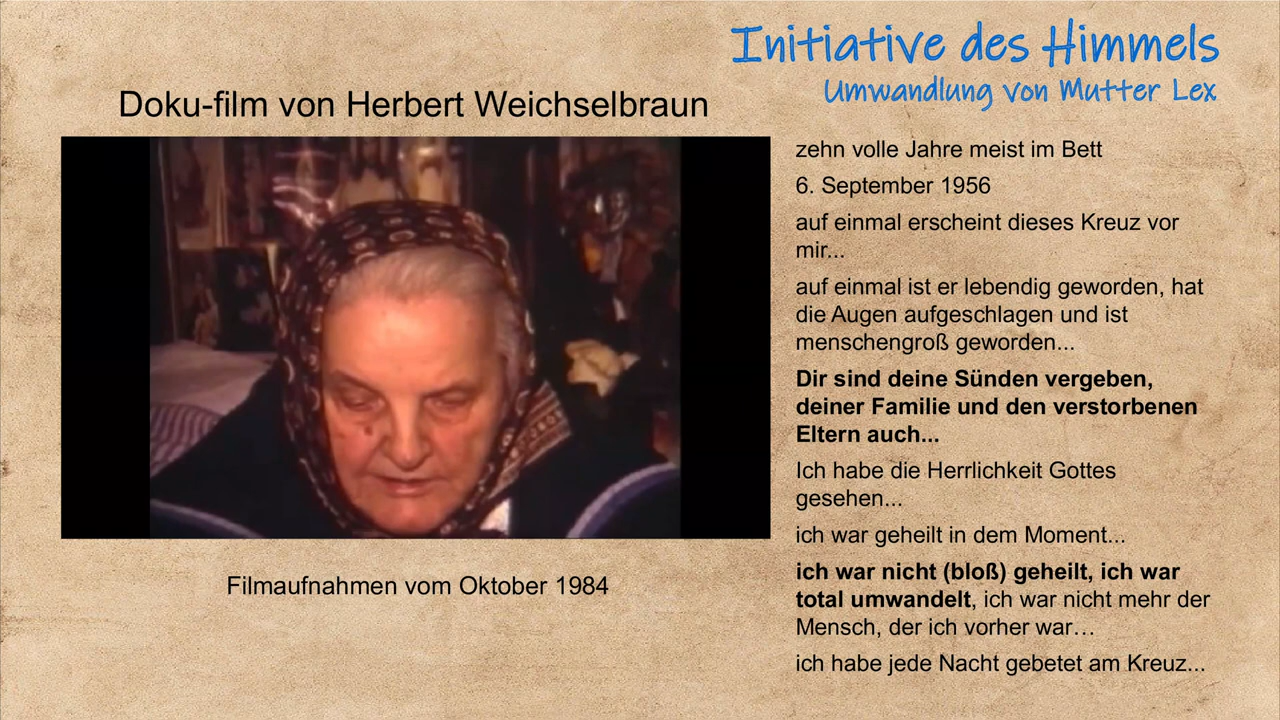 Initiative des Himmels
Umwandlung von Mutter Lex
Doku-film von Herbert Weichselbraun
zehn volle Jahre meist im Bett
6. September 1956
auf einmal erscheint dieses Kreuz vor
mir...
auf einmal ist er lebendig geworden, hat
die Augen aufgeschlagen und ist
menschengroß geworden...
Dir sind deine Sünden vergeben,
deiner Familie und den verstorbenen
Eltern auch...
Ich habe die Herrlichkeit Gottes
gesehen...
ich war geheilt in dem Moment...
ich war nicht (bloß) geheilt, ich war
total umwandelt, ich war nicht mehr der
Mensch, der ich vorher war…
ich habe jede Nacht gebetet am Kreuz...
Filmaufnahmen vom Oktober 1984